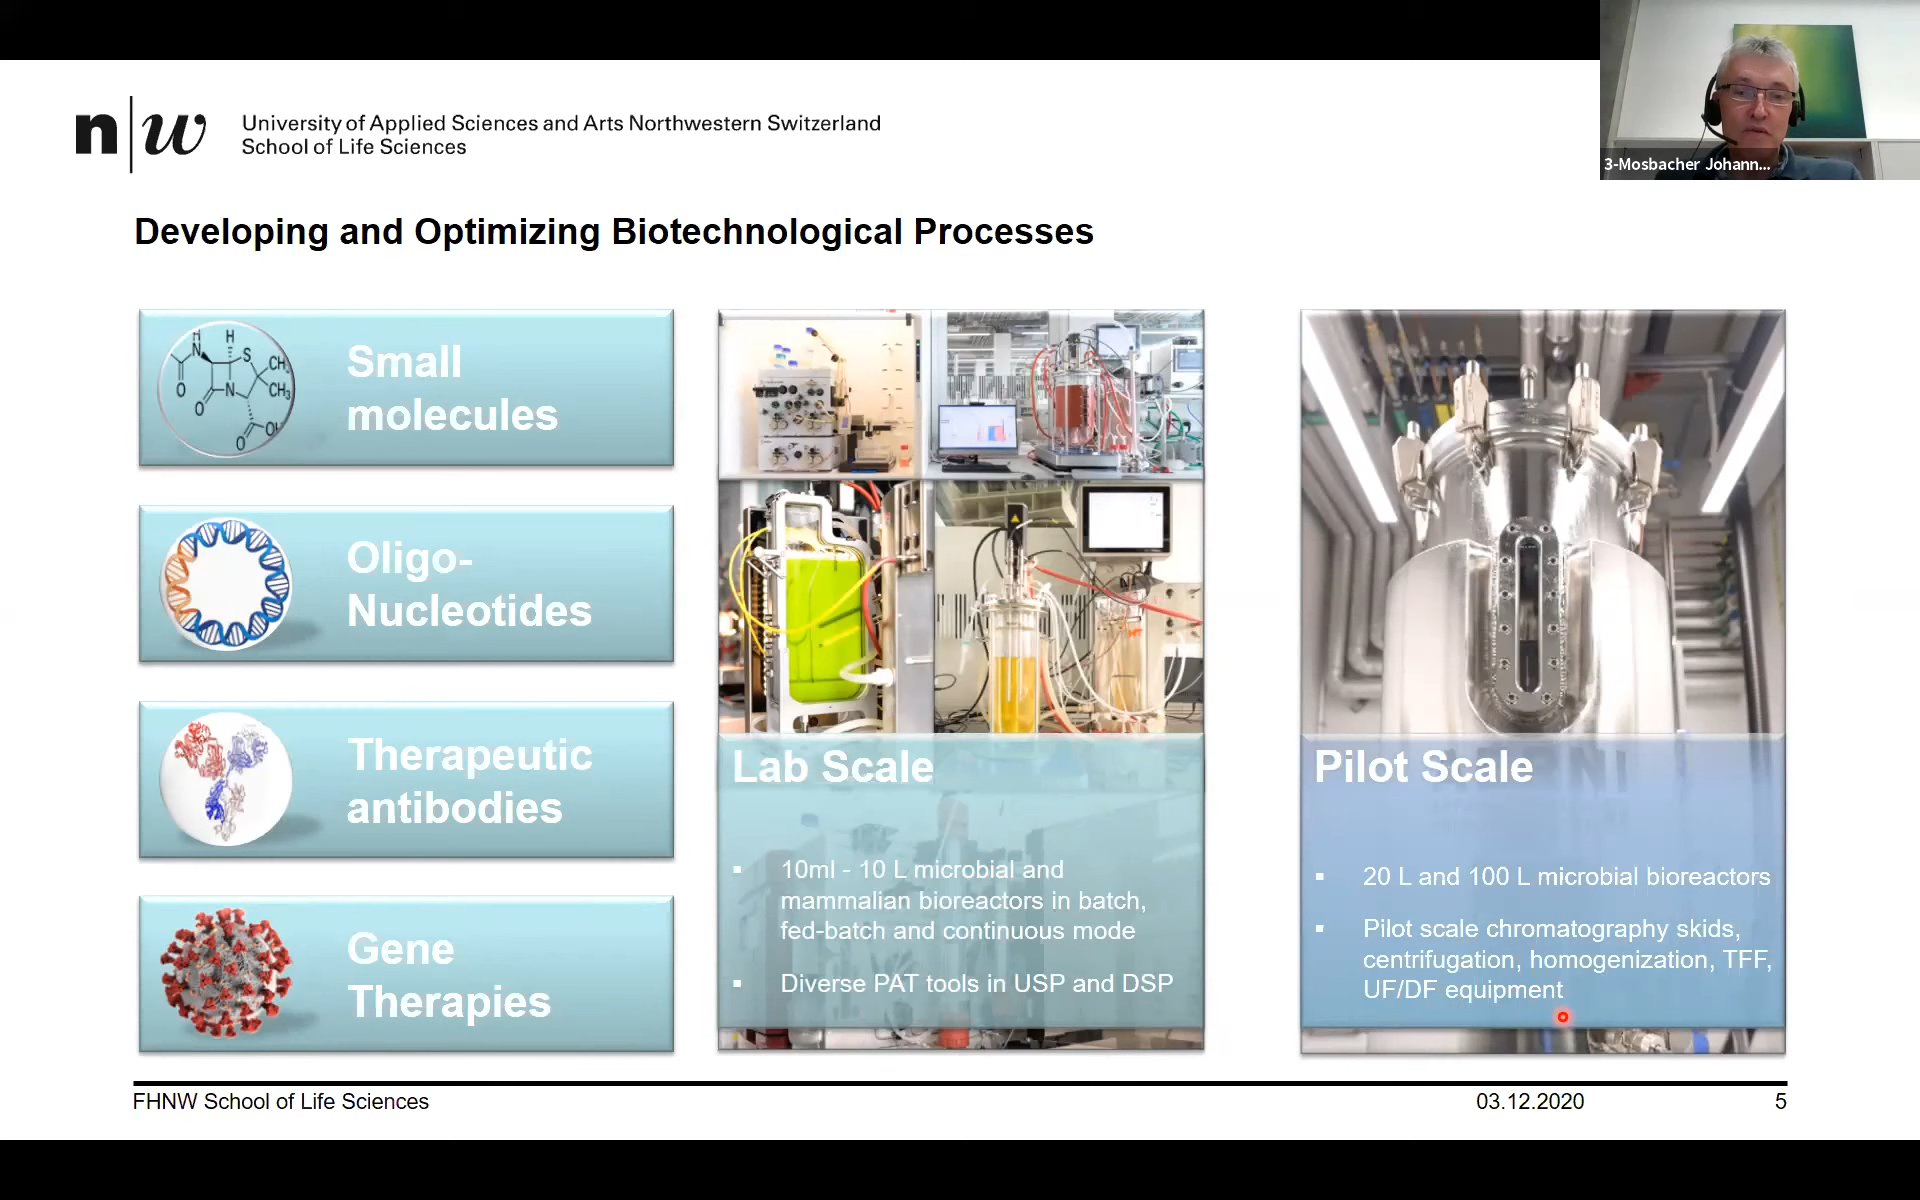 n|w
University of Applied Sciences and Arts Northwestern Switzerland
School of Life Sciences
3-Mosbacher Johann...
Developing and Optimizing Biotechnological Processes
H
H
N
S
CH
CH₃
N
O
O
O
OH
Small
molecules
Oligo-
Nucleotides
Therapeutic
antibodies
Gene
Therapies
Lab Scale
▪ 10ml - 10 L microbial and
mammalian bioreactors in batch,
fed-batch and continuous mode
▪ Diverse PAT tools in USP and DSP
Pilot Scale
▪ 20 L and 100 L microbial bioreactors
▪ Pilot scale chromatography skids,
centrifugation, homogenization, TFF,
UF/DF equipment
FHNW School of Life Sciences
03.12.2020
5